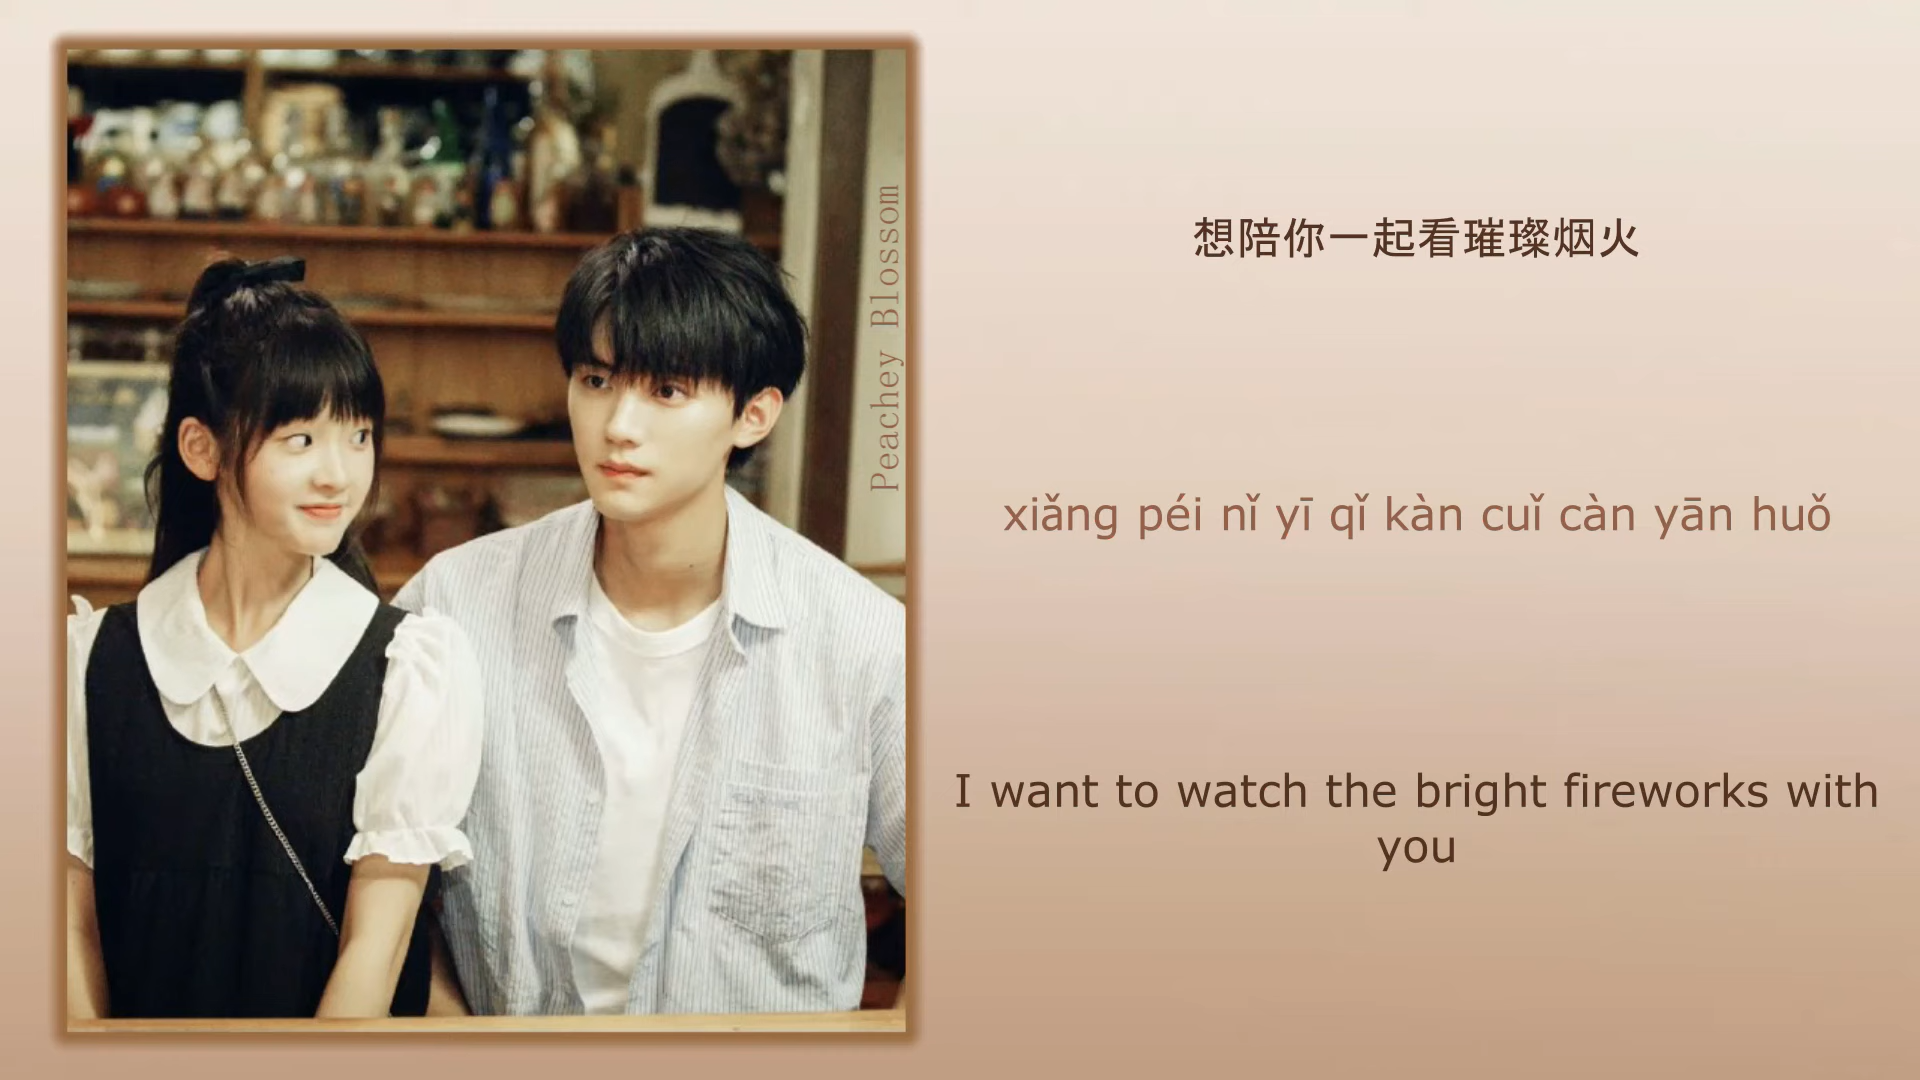 Peachey Blossom
想陪你一起看璀璨烟火
xiǎng péi nǐ yī qǐ kàn cuǐ càn yān huǒ
I want to watch the bright fireworks with
you